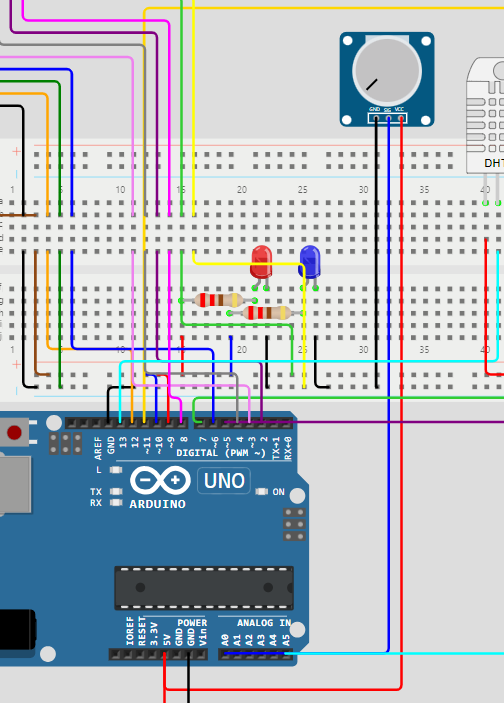 GND SIG VCC
DHT
1 10 15 20 25 30 35 40
1 10 15 20 25 30 35 40
AREF
GND
13
12
~11
~10
~9
8
7
~6
~5
4
~3
2
TX→1
RX←0
DIGITAL (PWM ~)
L
TX
RX
UNO
ON
ARDUINO
IOREF
RESET
3.3V
5V
GND
GND
Vin
POWER
ANALOG IN
A0
A1
A2
A3
A4
A5